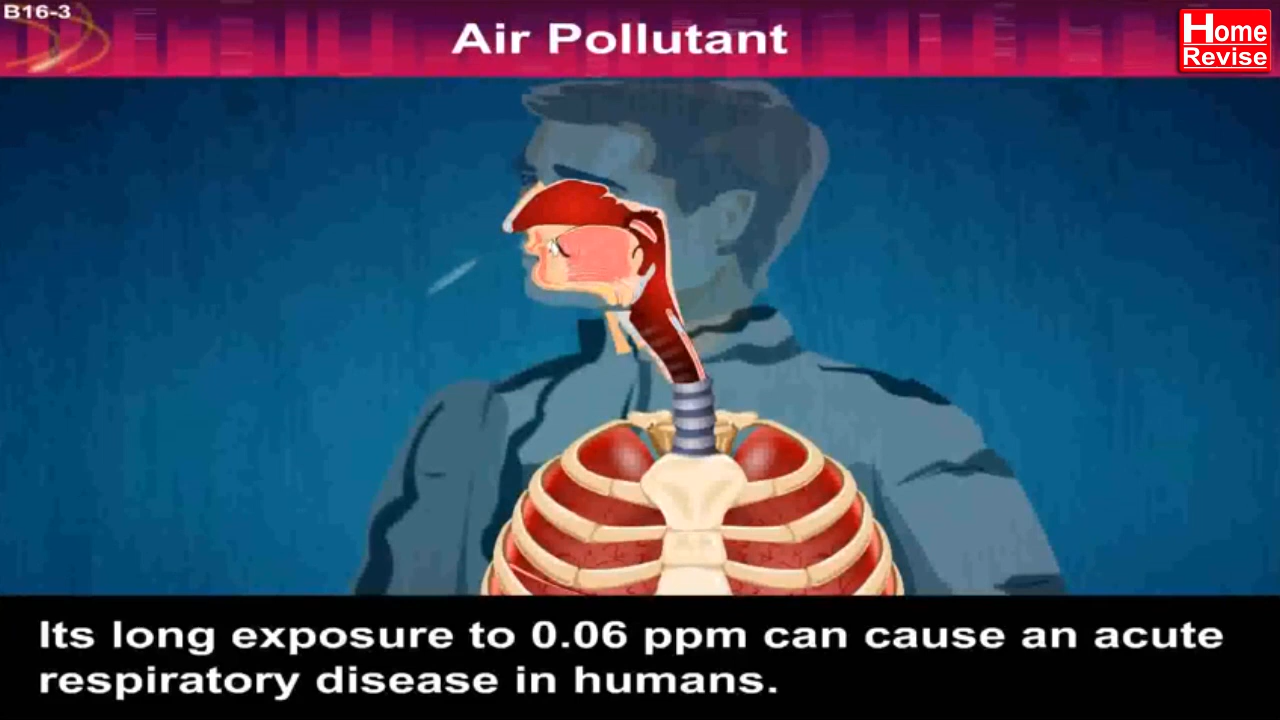 B16-3
Air Pollutant
Home
Revise
Its long exposure to 0.06 ppm can cause an acute
respiratory disease in humans.